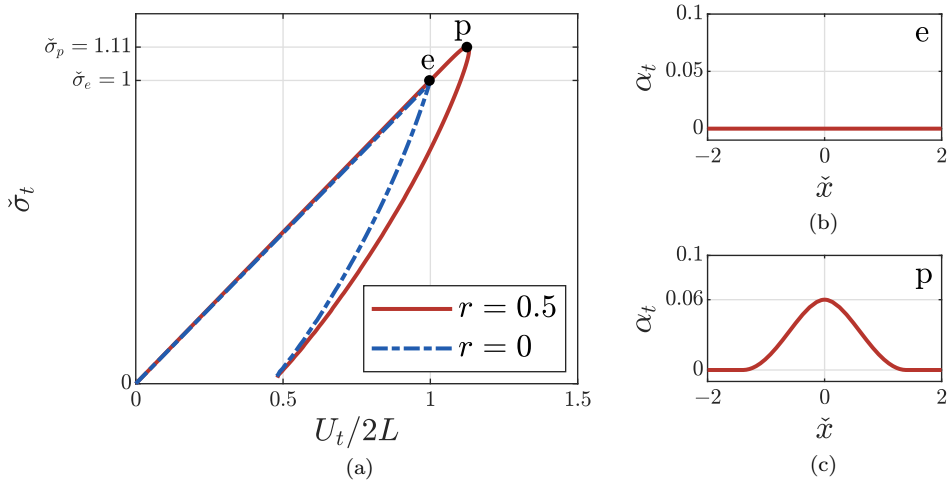 σ̌ₚ = 1.11
σ̌ₑ = 1
0
σ̌ₜ
e
p
r = 0.5
r = 0
0 0.5 1 1.5
Uₜ/2L
(a)
0.1
0.05
0
αₜ
e
−2 0 2
x̌
(b)
0.1
0.06
0
αₜ
p
−2 0 2
x̌
(c)